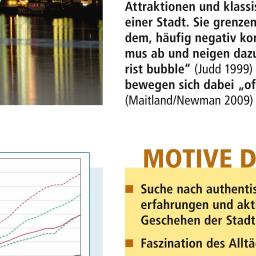 Attraktionen und klassis
einer Stadt. Sie grenzen
dem, häufig negativ kon
mus ab und neigen dazu
rist bubble“ (Judd 1999)
bewegen sich dabei „of
(Maitland/Newman 2009)
MOTIVE D
Suche nach authentis
erfahrungen und akt
Geschehen der Stadt
Faszination des Alltä